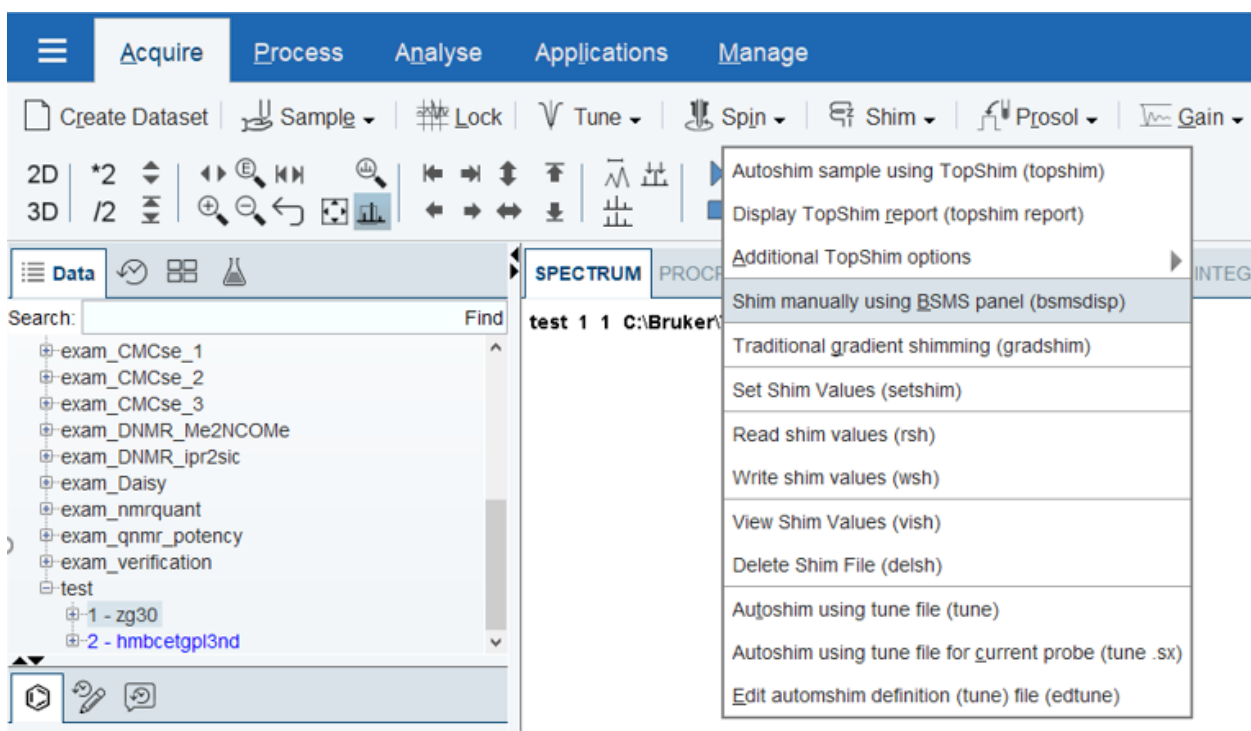 Acquire Process Analyse Applications Manage
Create Dataset Sample Lock Tune Spin Shim Prosol Gain
2D *2
3D /2
Data
SPECTRUM PROCP INTEG
Search: Find
test 1 1 C:\Bruker\
exam_CMCse_1
exam_CMCse_2
exam_CMCse_3
exam_DNMR_Me2NCOMe
exam_DNMR_ipr2sic
exam_Daisy
exam_nmrquant
exam_qnmr_potency
exam_verification
test
1 - zg30
2 - hmbcetgpl3nd
Autoshim sample using TopShim (topshim)
Display TopShim report (topshim report)
Additional TopShim options
Shim manually using BSMS panel (bsmsdisp)
Traditional gradient shimming (gradshim)
Set Shim Values (setshim)
Read shim values (rsh)
Write shim values (wsh)
View Shim Values (vish)
Delete Shim File (delsh)
Autoshim using tune file (tune)
Autoshim using tune file for current probe (tune .sx)
Edit automshim definition (tune) file (edtune)